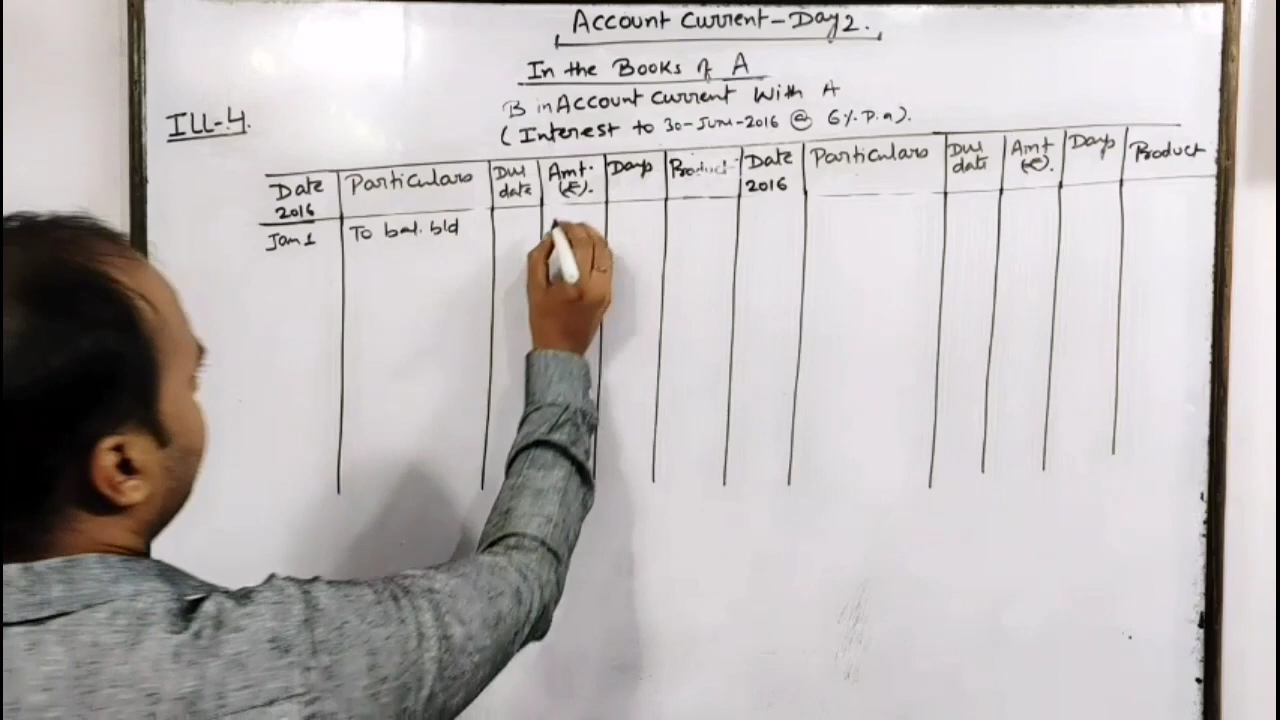 Account Current-Day 2.
In the Books of A
B in Account Current With A
ILL-4.
(Interest to 30-June-2016 @ 6%.P.a).
Date 2016 Particulars Due date Amt. (₹). Days Product Date 2016 Particulars Due date Amt (₹). Days Product
Jan 1 To bal. b/d